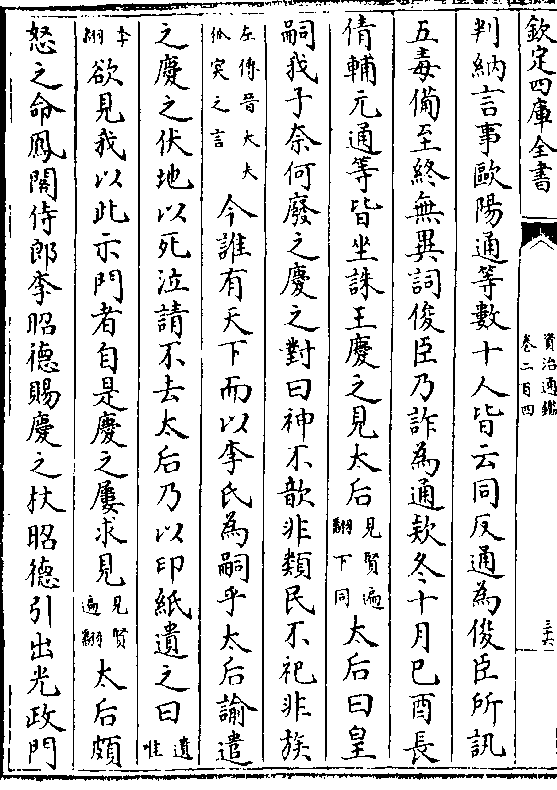 欽定四庫全書
資治通鑑
卷二百四
三六
判納言事歐陽通等數十人皆云同反通為俊臣所訊
五毒備至終無異詞俊臣乃詐為通款冬十月己酉長
倩輔元通等皆坐誅王慶之見太后見賢遍翻下同太后曰皇
嗣我子奈何廢之慶之對曰神不歆非類民不祀非族
左傳晉大夫狐突之言今誰有天下而以李氏為嗣乎太后諭遣
之慶之伏地以死泣請不去太后乃以印紙遺之曰遺唯
季翻欲見我以此示門者自是慶之屢求見見賢遍翻太后頗
怒之命鳳閣侍郎李昭德賜慶之杖昭德引出光政門